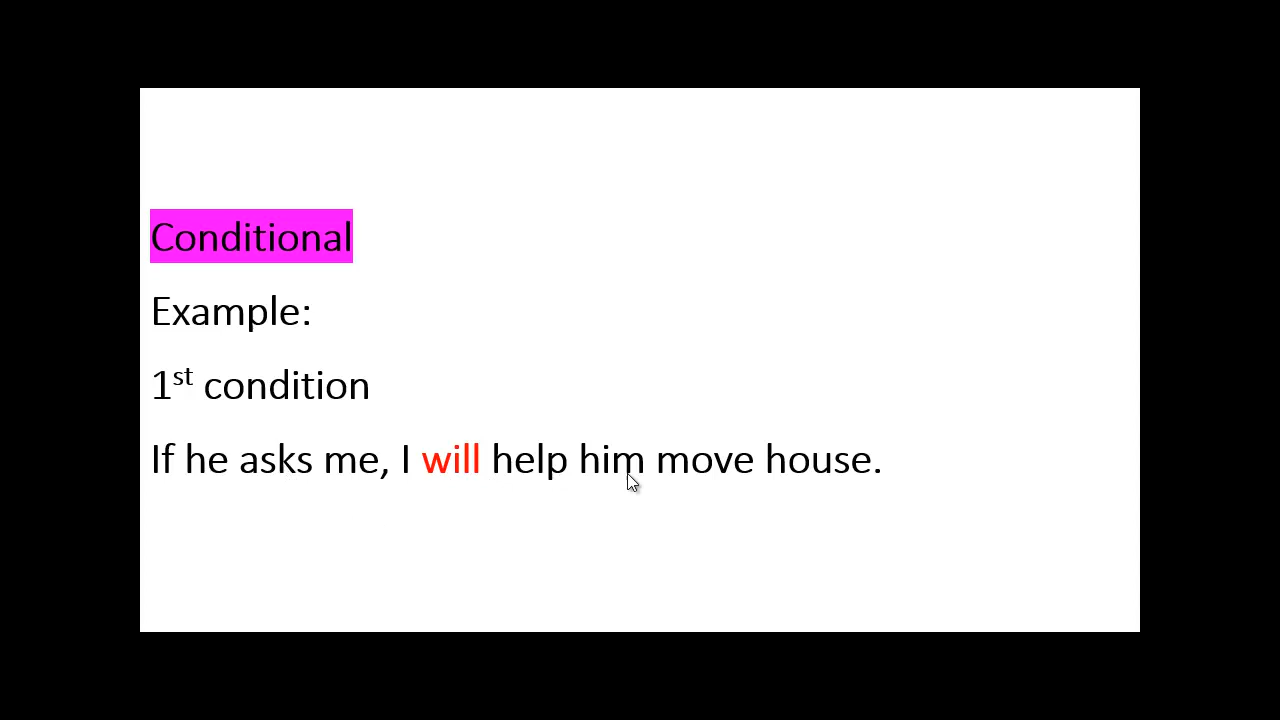 Conditional
Example:
1st condition
If he asks me, I will help him move house.